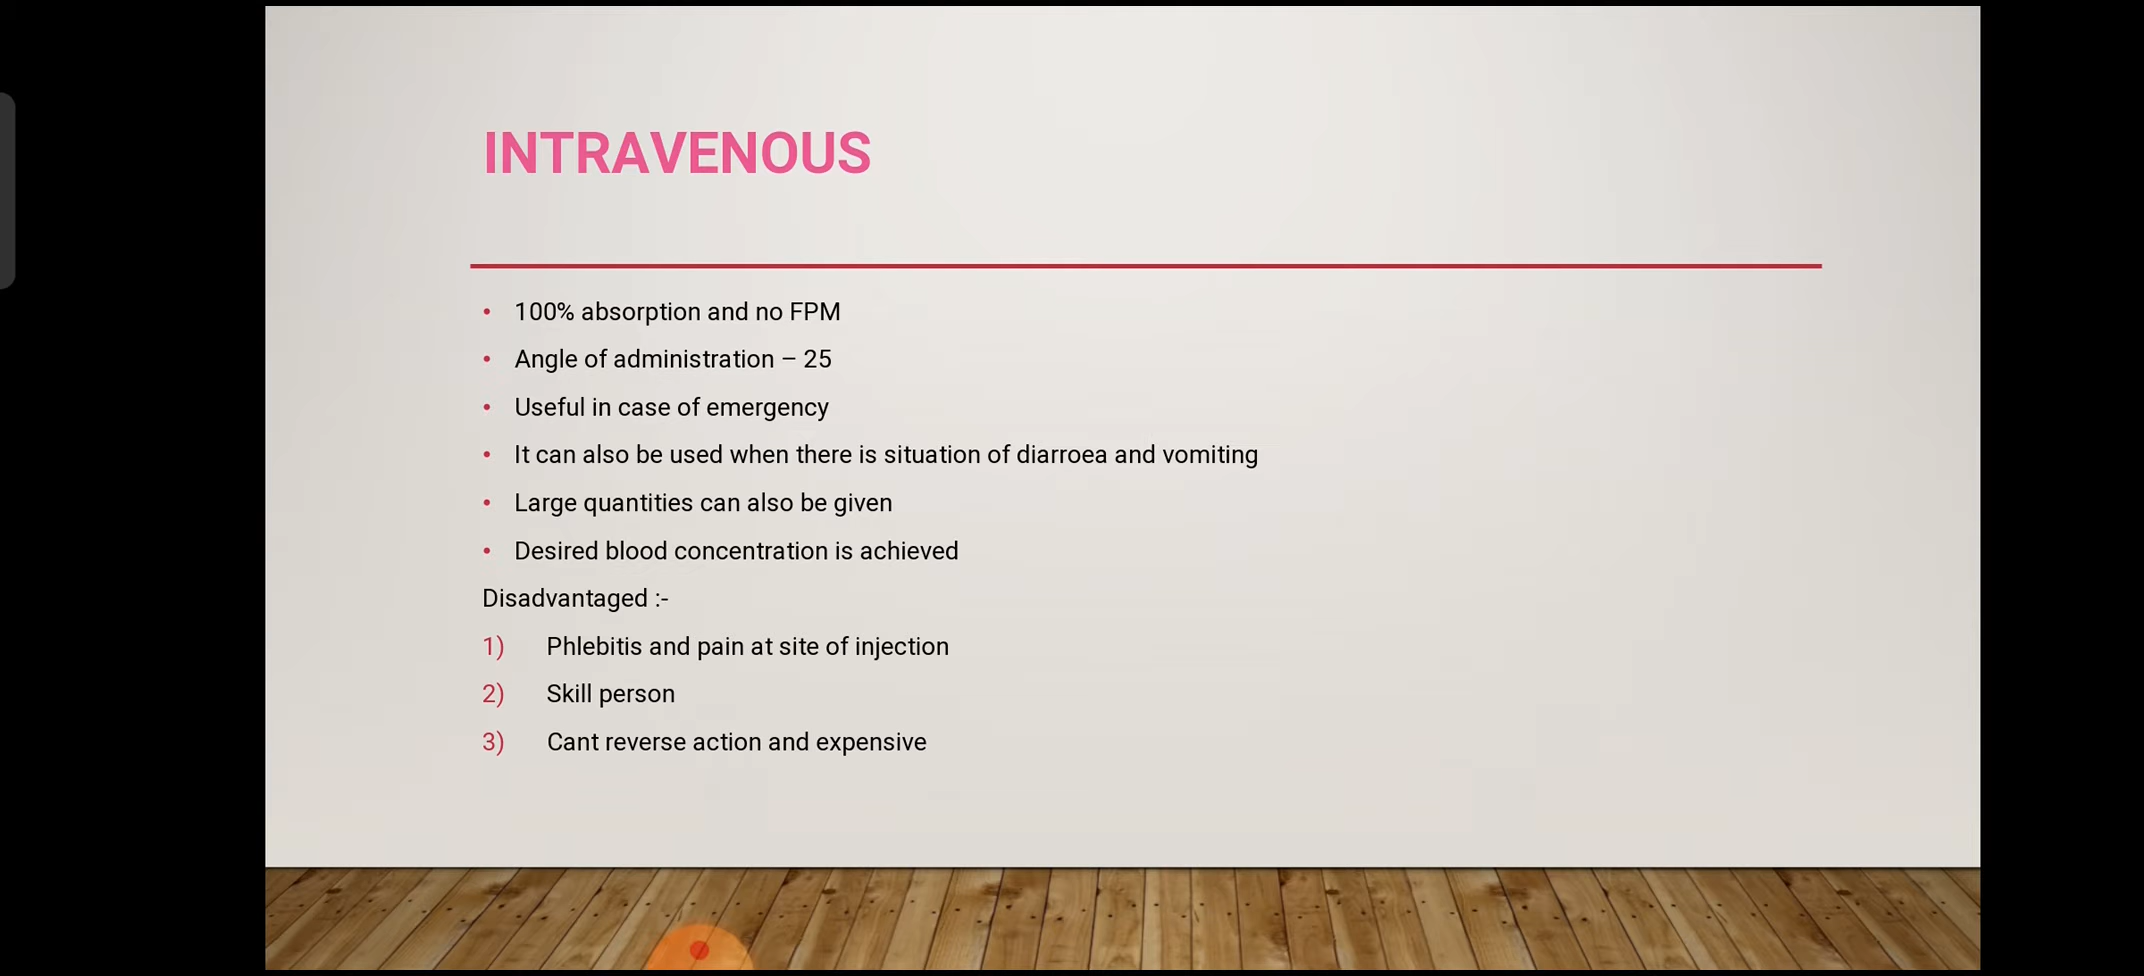 INTRAVENOUS
• 100% absorption and no FPM
• Angle of administration – 25
• Useful in case of emergency
• It can also be used when there is situation of diarroea and vomiting
• Large quantities can also be given
• Desired blood concentration is achieved
Disadvantaged :-
1) Phlebitis and pain at site of injection
2) Skill person
3) Cant reverse action and expensive